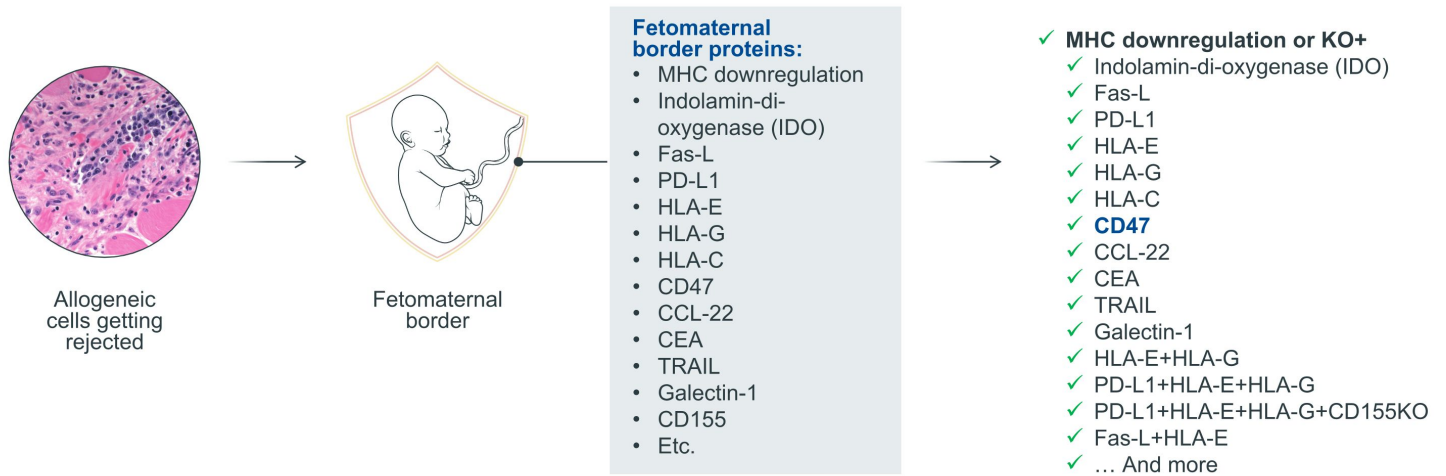 Allogeneic
cells getting
rejected
Fetomaternal
border
Fetomaternal
border proteins:
• MHC downregulation
• Indolamin-di-
oxygenase (IDO)
• Fas-L
• PD-L1
• HLA-E
• HLA-G
• HLA-C
• CD47
• CCL-22
• CEA
• TRAIL
• Galectin-1
• CD155
• Etc.
✓ MHC downregulation or KO+
✓ Indolamin-di-oxygenase (IDO)
✓ Fas-L
✓ PD-L1
✓ HLA-E
✓ HLA-G
✓ HLA-C
✓ CD47
✓ CCL-22
✓ CEA
✓ TRAIL
✓ Galectin-1
✓ HLA-E+HLA-G
✓ PD-L1+HLA-E+HLA-G
✓ PD-L1+HLA-E+HLA-G+CD155KO
✓ Fas-L+HLA-E
✓ ... And more